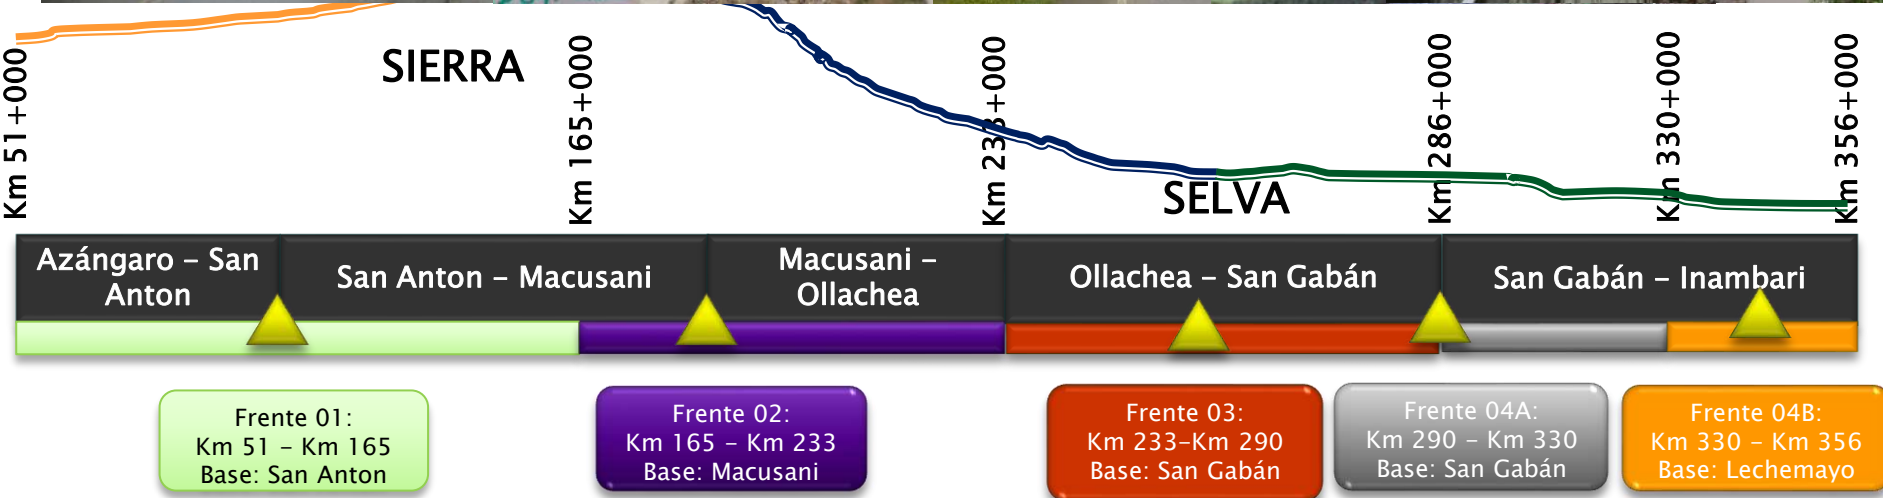 SIERRA
SELVA
Km 51+000
Km 165+000
Km 233+000
Km 286+000
Km 330+000
Km 356+000
Azángaro – San
Anton
San Anton – Macusani
Macusani –
Ollachea
Ollachea – San Gabán
San Gabán – Inambari
Frente 01:
Km 51 – Km 165
Base: San Anton
Frente 02:
Km 165 – Km 233
Base: Macusani
Frente 03:
Km 233–Km 290
Base: San Gabán
Frente 04A:
Km 290 – Km 330
Base: San Gabán
Frente 04B:
Km 330 – Km 356
Base: Lechemayo